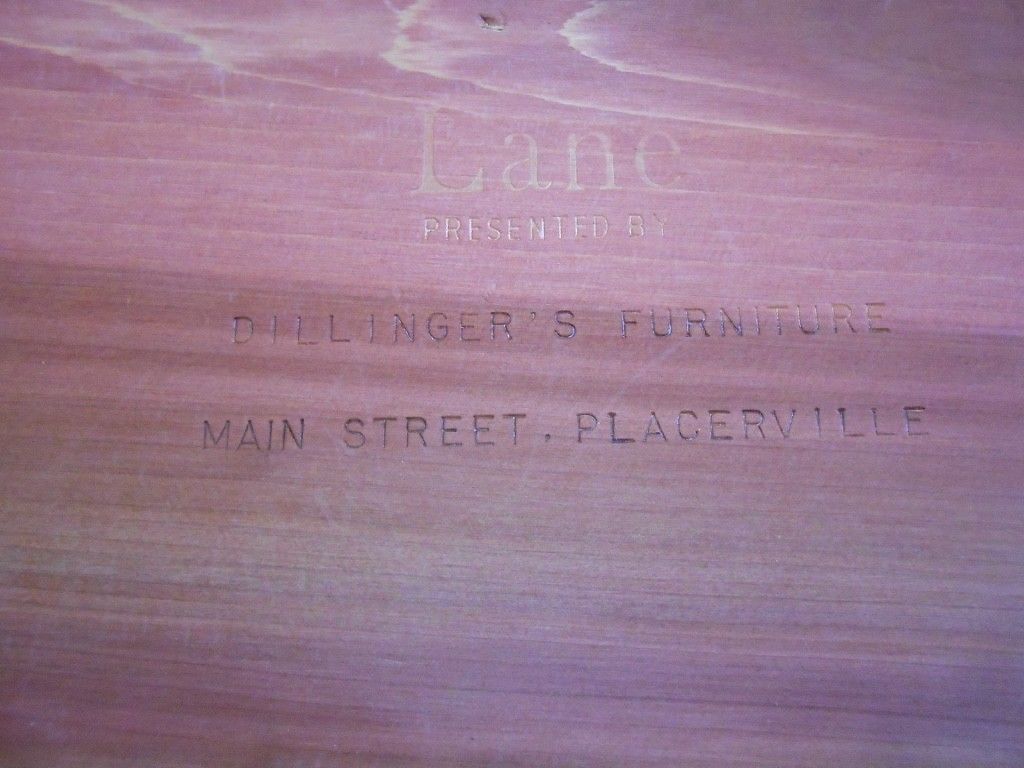 Lane
PRESENTED BY
DILLINGER'S FURNITURE
MAIN STREET, PLACERVILLE